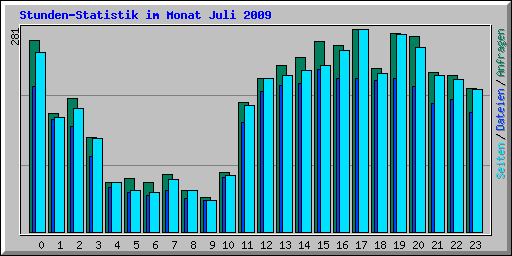 Stunden-Statistik im Monat Juli 2009
281
Seiten/Dateien/Anfragen
0 1 2 3 4 5 6 7 8 9 10 11 12 13 14 15 16 17 18 19 20 21 22 23